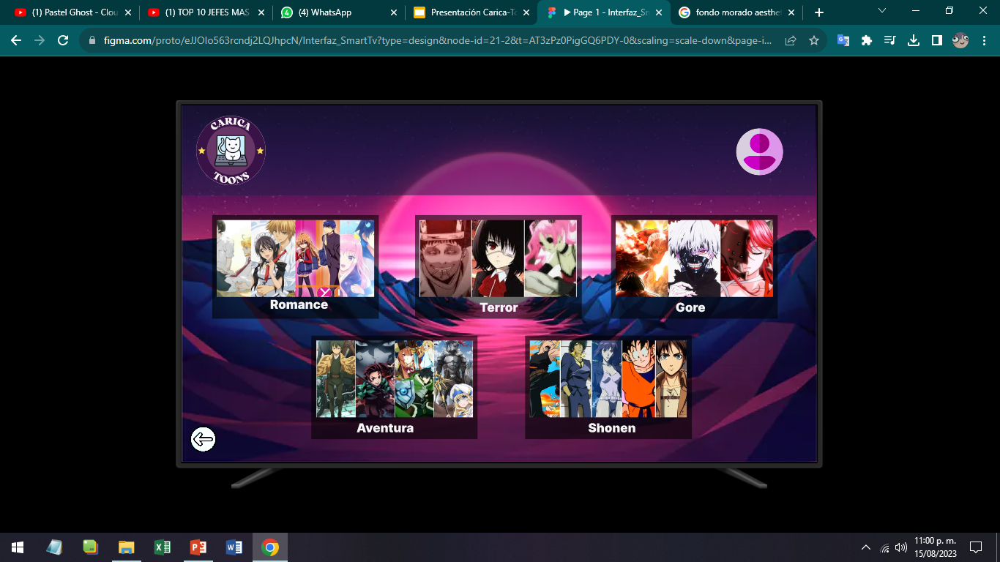 (1) Pastel Ghost - Clou
(1) TOP 10 JEFES MAS
(4) WhatsApp
Presentación Carica-To
▶ Page 1 - Interfaz_Sm
fondo morado aesthet
figma.com/proto/eJJOIo563rcndj2LQJhpcN/Interfaz_SmartTv?type=design&node-id=21-2&t=AT3zPz0PigGQ6PDY-0&scaling=scale-down&page-i...
CARICA
TOONS
Romance
Terror
Gore
Aventura
Shonen
11:00 p. m.
15/08/2023